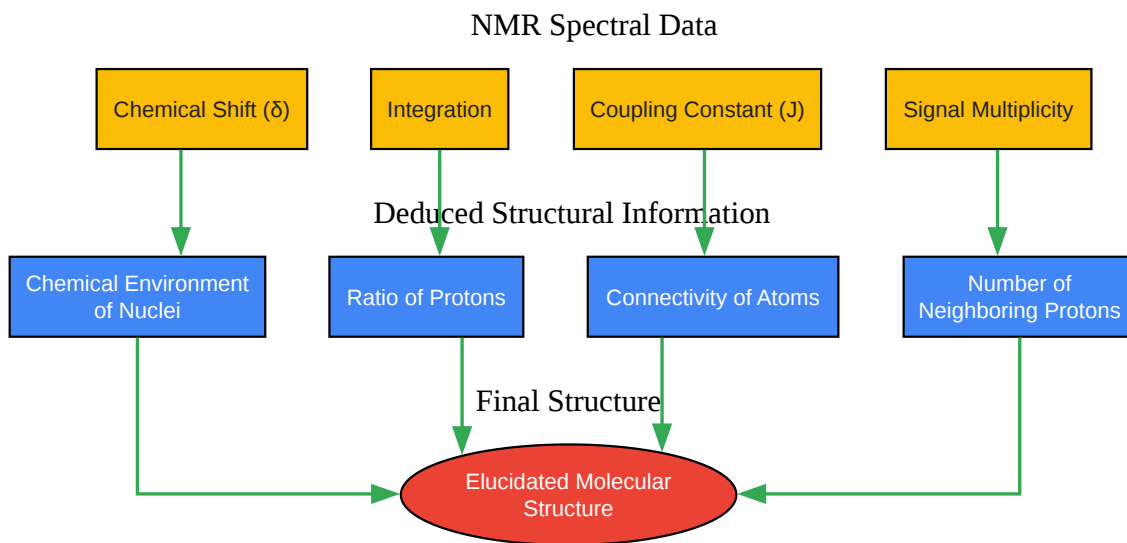 NMR Spectral Data
Chemical Shift (δ)
Integration
Coupling Constant (J)
Signal Multiplicity
Deduced Structural Information
Chemical Environment
of Nuclei
Ratio of Protons
Connectivity of Atoms
Number of
Neighboring Protons
Final Structure
Elucidated Molecular
Structure